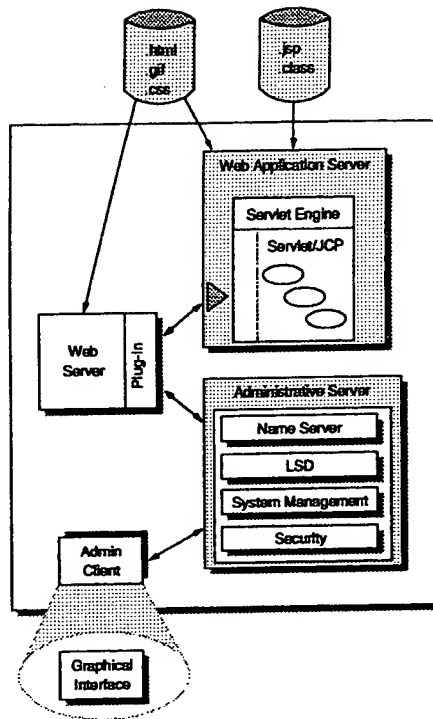 .html
.gif
.css
.jsp
.class
Web Application Server
Servlet Engine
Servlet/JCP
Web
Server
Plug-In
Administrative Server
Name Server
LSD
System Management
Security
Admin
Client
Graphical
Interface